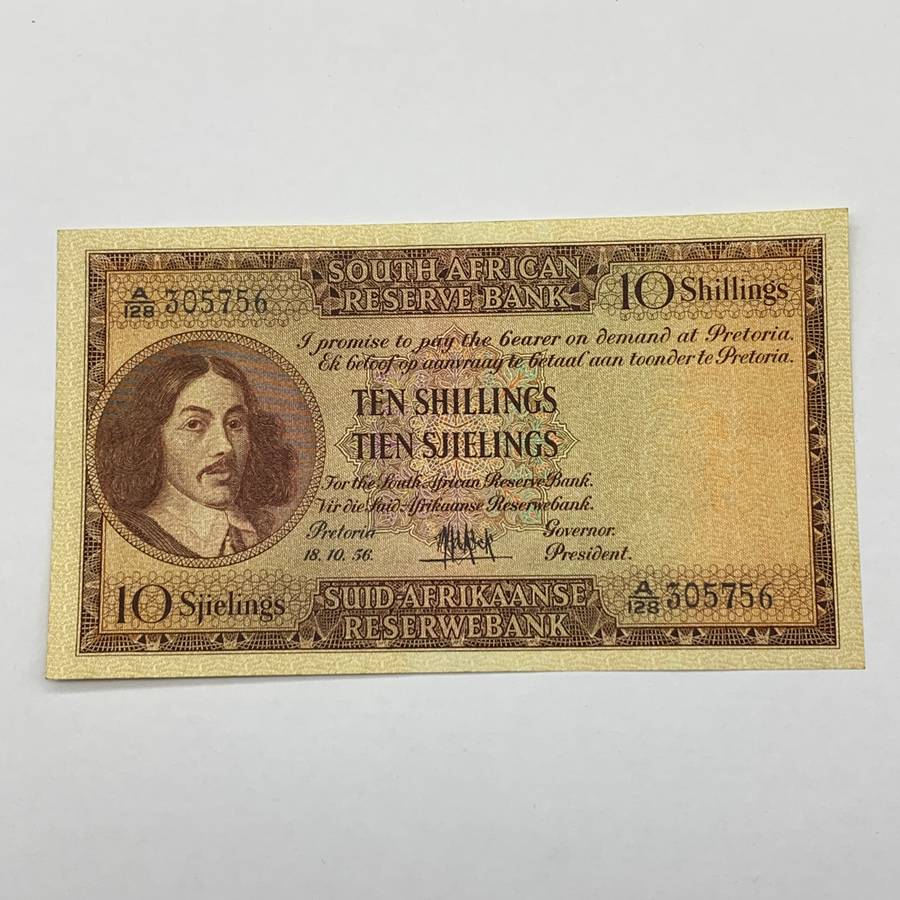 SOUTH AFRICAN
RESERVE BANK
A/128 305756
10 Shillings
I promise to pay the bearer on demand at Pretoria.
Ek beloof op aanvraag te betaal aan toonder te Pretoria.
TEN SHILLINGS
TIEN SJIELINGS
For the South African Reserve Bank.
Vir die Suid-Afrikaanse Reserwebank.
Pretoria
18. 10. 56.
Governor.
President.
10 Sjielings
SUID-AFRIKAANSE
RESERWEBANK
A/128 305756